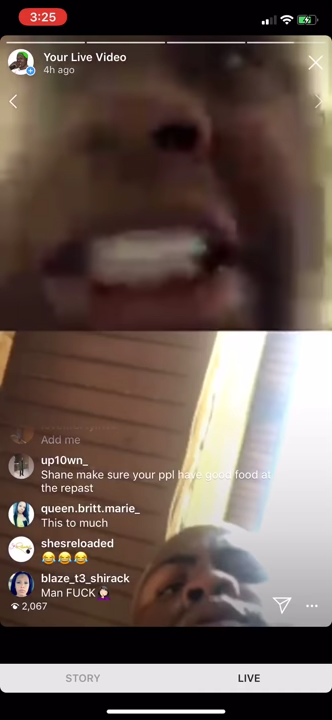 3:25
Your Live Video
4h ago
Add me
up10wn_
Shane make sure your ppl have good food at
the repast
queen.britt.marie_
This to much
shesreloaded
😂😂😂
blaze_t3_shirack
Man FUCK 🤦🏻‍♀️
2,067
STORY
LIVE